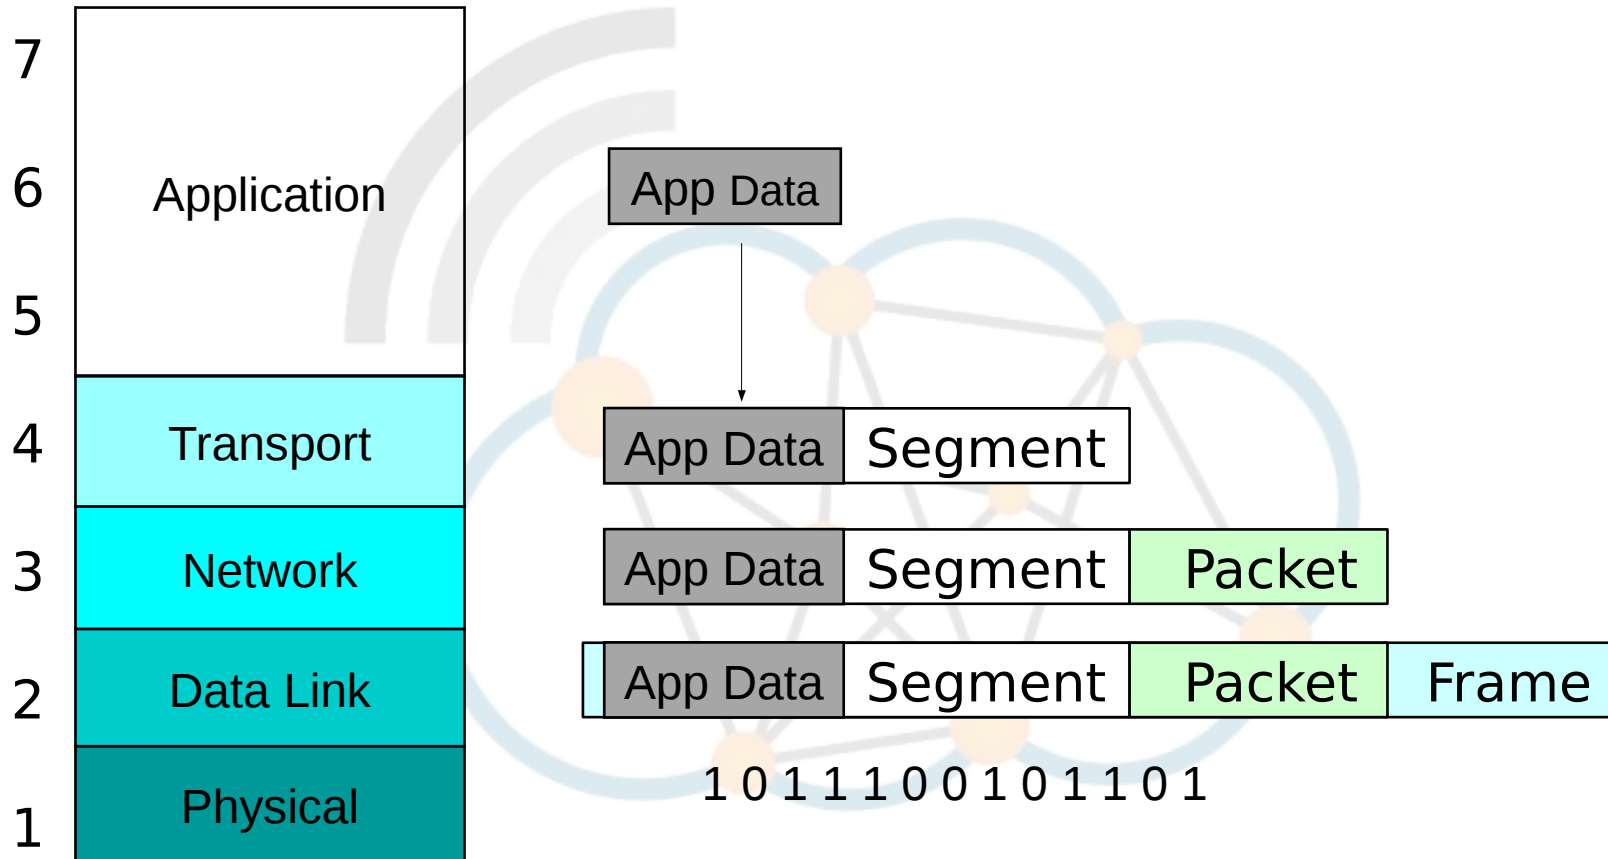 7
6
5
4
3
2
1
Application
Transport
Network
Data Link
Physical
App Data
App Data Segment
App Data Segment Packet
App Data Segment Packet Frame
1 0 1 1 1 0 0 1 0 1 1 0 1